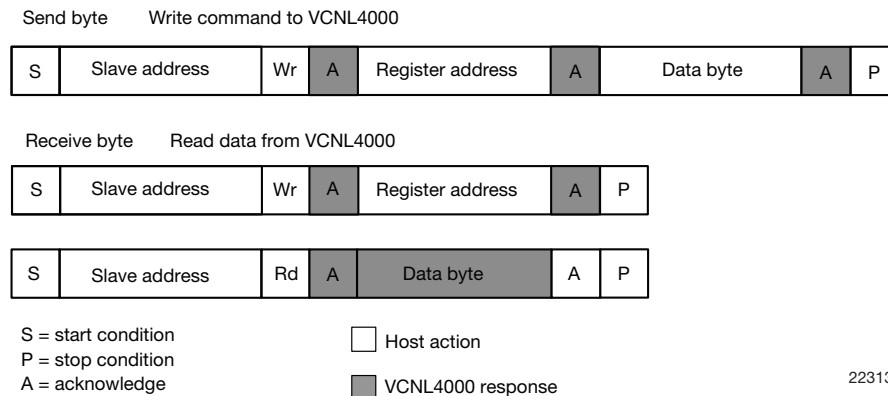 Send byte Write command to VCNL4000
S Slave address Wr A Register address A Data byte A P
Receive byte Read data from VCNL4000
S Slave address Wr A Register address A P
S Slave address Rd A Data byte A P
S = start condition
P = stop condition
A = acknowledge
Host action
VCNL4000 response
22313